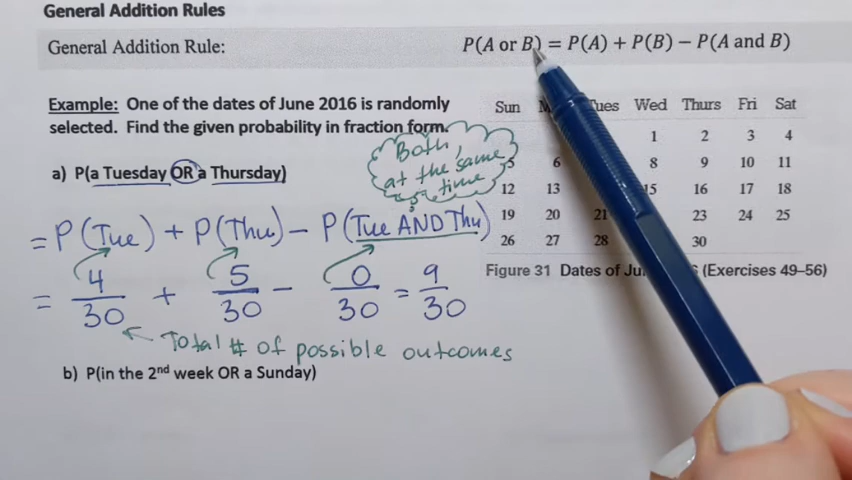 General Addition Rules
General Addition Rule: P(A or B) = P(A) + P(B) − P(A and B)
Example: One of the dates of June 2016 is randomly
selected. Find the given probability in fraction form.
a) P(a Tuesday OR a Thursday)
Both,
at the same
time
= P(Tue) + P(Thu) − P(Tue AND Thu)
= 4/30 + 5/30 − 0/30 = 9/30
Total # of possible outcomes
b) P(in the 2nd week OR a Sunday)
Sun Tues Wed Thurs Fri Sat
1 2 3 4
5 6 8 9 10 11
12 13 15 16 17 18
19 20 21 23 24 25
26 27 28 30
Figure 31 Dates of (Exercises 49–56)